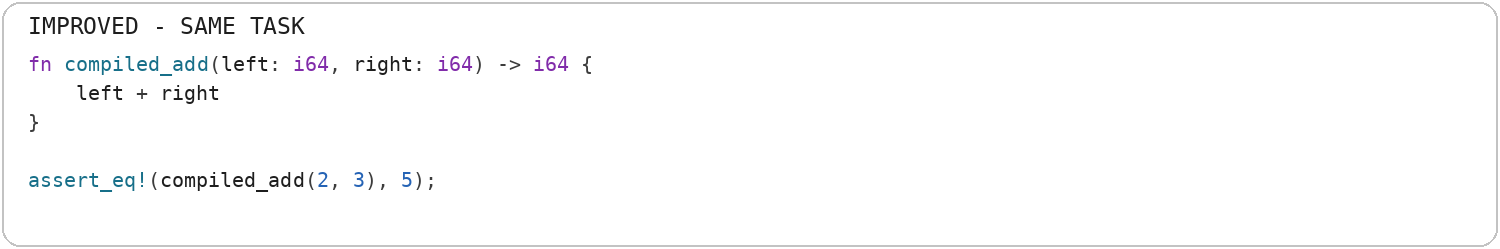 IMPROVED - SAME TASK
fn compiled_add(left: i64, right: i64) -> i64 {
    left + right
}
assert_eq!(compiled_add(2, 3), 5);